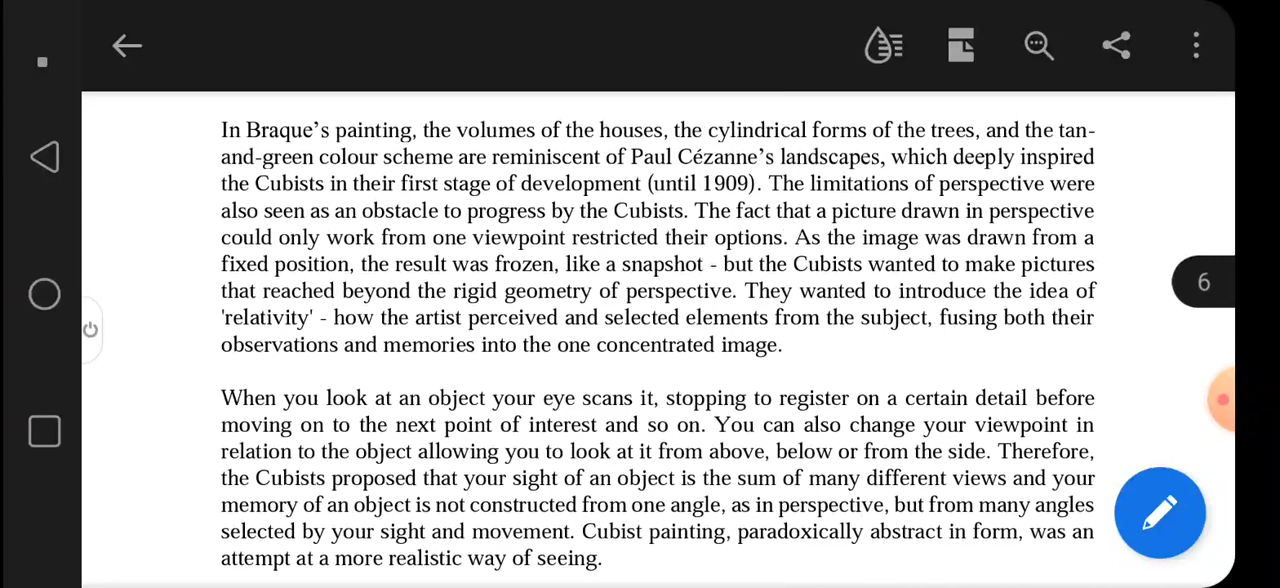 In Braque’s painting, the volumes of the houses, the cylindrical forms of the trees, and the tan-
and-green colour scheme are reminiscent of Paul Cézanne’s landscapes, which deeply inspired
the Cubists in their first stage of development (until 1909). The limitations of perspective were
also seen as an obstacle to progress by the Cubists. The fact that a picture drawn in perspective
could only work from one viewpoint restricted their options. As the image was drawn from a
fixed position, the result was frozen, like a snapshot - but the Cubists wanted to make pictures
that reached beyond the rigid geometry of perspective. They wanted to introduce the idea of
'relativity' - how the artist perceived and selected elements from the subject, fusing both their
observations and memories into the one concentrated image.
6
When you look at an object your eye scans it, stopping to register on a certain detail before
moving on to the next point of interest and so on. You can also change your viewpoint in
relation to the object allowing you to look at it from above, below or from the side. Therefore,
the Cubists proposed that your sight of an object is the sum of many different views and your
memory of an object is not constructed from one angle, as in perspective, but from many angles
selected by your sight and movement. Cubist painting, paradoxically abstract in form, was an
attempt at a more realistic way of seeing.